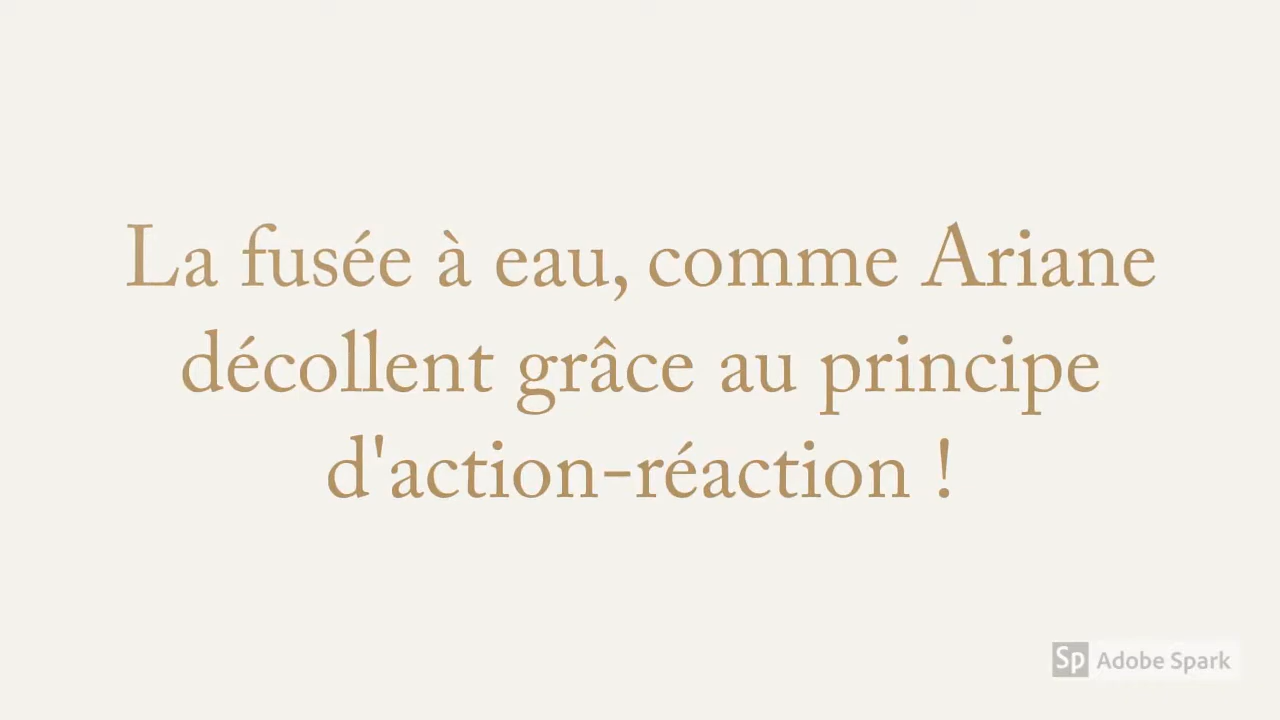 La fusée à eau, comme Ariane
décollent grâce au principe
d'action-réaction !
Sp Adobe Spark